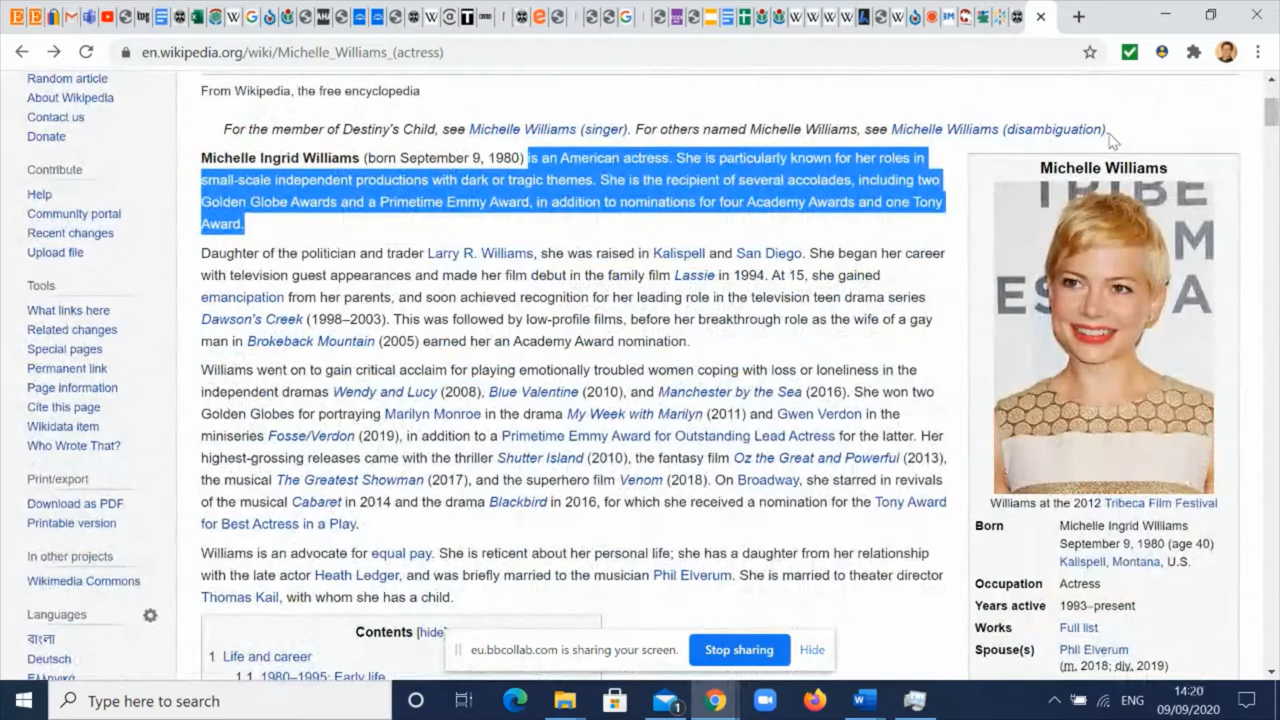 en.wikipedia.org/wiki/Michelle_Williams_(actress)
Random article
About Wikipedia
Contact us
Donate
Contribute
Help
Community portal
Recent changes
Upload file
Tools
What links here
Related changes
Special pages
Permanent link
Page information
Cite this page
Wikidata item
Who Wrote That?
Print/export
Download as PDF
Printable version
In other projects
Wikimedia Commons
Languages
বাংলা
Deutsch
Ελληνικά
From Wikipedia, the free encyclopedia
For the member of Destiny's Child, see Michelle Williams (singer). For others named Michelle Williams, see Michelle Williams (disambiguation).
Michelle Ingrid Williams (born September 9, 1980) is an American actress. She is particularly known for her roles in
small-scale independent productions with dark or tragic themes. She is the recipient of several accolades, including two
Golden Globe Awards and a Primetime Emmy Award, in addition to nominations for four Academy Awards and one Tony
Award.
Daughter of the politician and trader Larry R. Williams, she was raised in Kalispell and San Diego. She began her career
with television guest appearances and made her film debut in the family film Lassie in 1994. At 15, she gained
emancipation from her parents, and soon achieved recognition for her leading role in the television teen drama series
Dawson's Creek (1998–2003). This was followed by low-profile films, before her breakthrough role as the wife of a gay
man in Brokeback Mountain (2005) earned her an Academy Award nomination.
Williams went on to gain critical acclaim for playing emotionally troubled women coping with loss or loneliness in the
independent dramas Wendy and Lucy (2008), Blue Valentine (2010), and Manchester by the Sea (2016). She won two
Golden Globes for portraying Marilyn Monroe in the drama My Week with Marilyn (2011) and Gwen Verdon in the
miniseries Fosse/Verdon (2019), in addition to a Primetime Emmy Award for Outstanding Lead Actress for the latter. Her
highest-grossing releases came with the thriller Shutter Island (2010), the fantasy film Oz the Great and Powerful (2013),
the musical The Greatest Showman (2017), and the superhero film Venom (2018). On Broadway, she starred in revivals
of the musical Cabaret in 2014 and the drama Blackbird in 2016, for which she received a nomination for the Tony Award
for Best Actress in a Play.
Williams is an advocate for equal pay. She is reticent about her personal life; she has a daughter from her relationship
with the late actor Heath Ledger, and was briefly married to the musician Phil Elverum. She is married to theater director
Thomas Kail, with whom she has a child.
Contents [hide]
1 Life and career
1.1 1980–1995: Early life
Michelle Williams
TRIBE
M
ES
A
Williams at the 2012 Tribeca Film Festival
Born Michelle Ingrid Williams
September 9, 1980 (age 40)
Kalispell, Montana, U.S.
Occupation Actress
Years active 1993–present
Works Full list
Spouse(s) Phil Elverum
(m. 2018; div. 2019)
eu.bbcollab.com is sharing your screen. Stop sharing Hide
Type here to search
1
ENG
14:20
09/09/2020